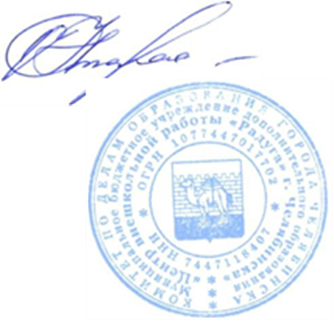 КОМИТЕТ ПО ДЕЛАМ ОБРАЗОВАНИЯ ГОРОДА ЧЕЛЯБИНСКА
Муниципальное бюджетное учреждение дополнительного образования
«Центр внешкольной работы «Радуга» г. Челябинска»
ОГРН 1077447017702
ИНН 7447118407